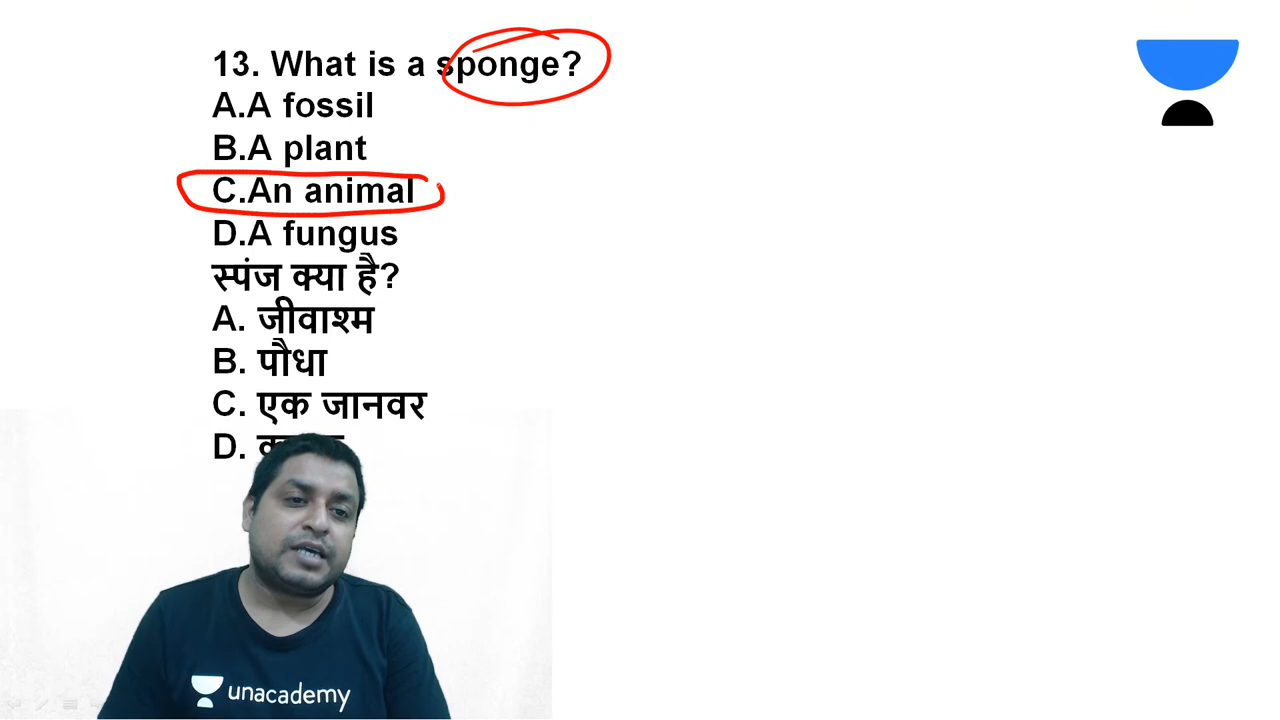 13. What is a sponge?
A.A fossil
B.A plant
C.An animal
D.A fungus
स्पंज क्या है?
A. जीवाश्म
B. पौधा
C. एक जानवर
D.
unacademy